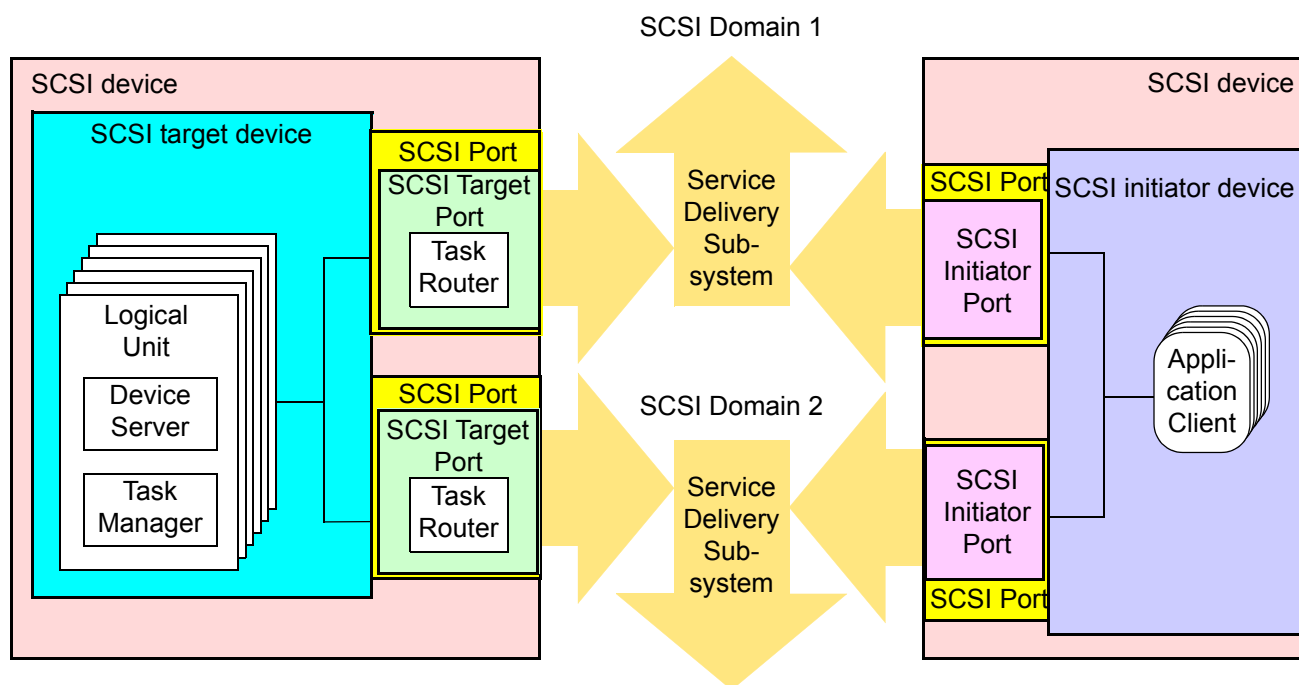 SCSI Domain 1
SCSI device
SCSI target device
SCSI Port
SCSI Target
Port
Task
Router
Logical
Unit
Device
Server
Task
Manager
SCSI Port
SCSI Target
Port
Task
Router
Service
Delivery
Sub-
system
SCSI Domain 2
Service
Delivery
Sub-
system
SCSI device
SCSI Port
SCSI initiator device
SCSI
Initiator
Port
Appli-
cation
Client
SCSI
Initiator
Port
SCSI Port